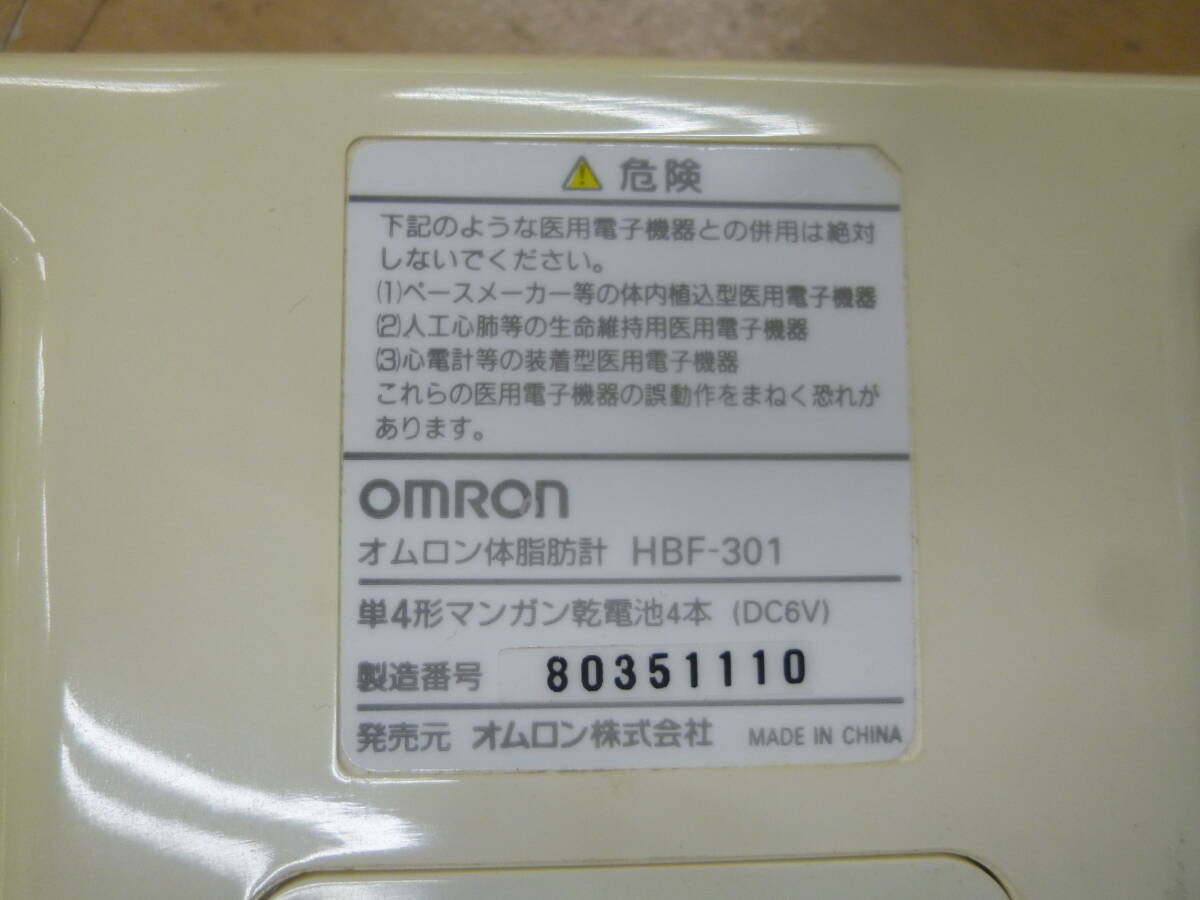 危険
下記のような医用電子機器との併用は絶対
しないでください。
(1)ペースメーカー等の体内植込型医用電子機器
(2)人工心肺等の生命維持用医用電子機器
(3)心電計等の装着型医用電子機器
これらの医用電子機器の誤動作をまねく恐れが
あります。
OMRON
オムロン体脂肪計 HBF-301
単4形マンガン乾電池4本 (DC6V)
製造番号 80351110
発売元 オムロン株式会社 MADE IN CHINA